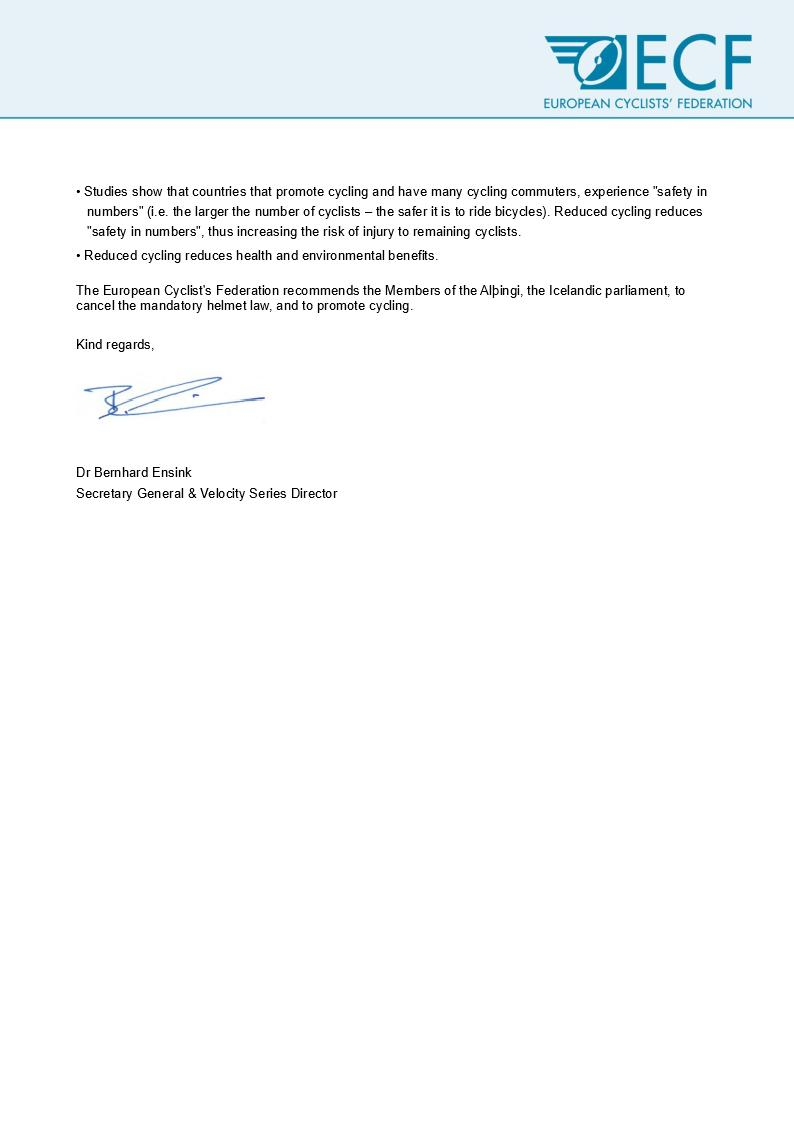 ECF
EUROPEAN CYCLISTS' FEDERATION
• Studies show that countries that promote cycling and have many cycling commuters, experience "safety in
numbers" (i.e. the larger the number of cyclists – the safer it is to ride bicycles). Reduced cycling reduces
"safety in numbers", thus increasing the risk of injury to remaining cyclists.
• Reduced cycling reduces health and environmental benefits.
The European Cyclist's Federation recommends the Members of the Alþingi, the Icelandic parliament, to
cancel the mandatory helmet law, and to promote cycling.
Kind regards,
Dr Bernhard Ensink
Secretary General & Velocity Series Director